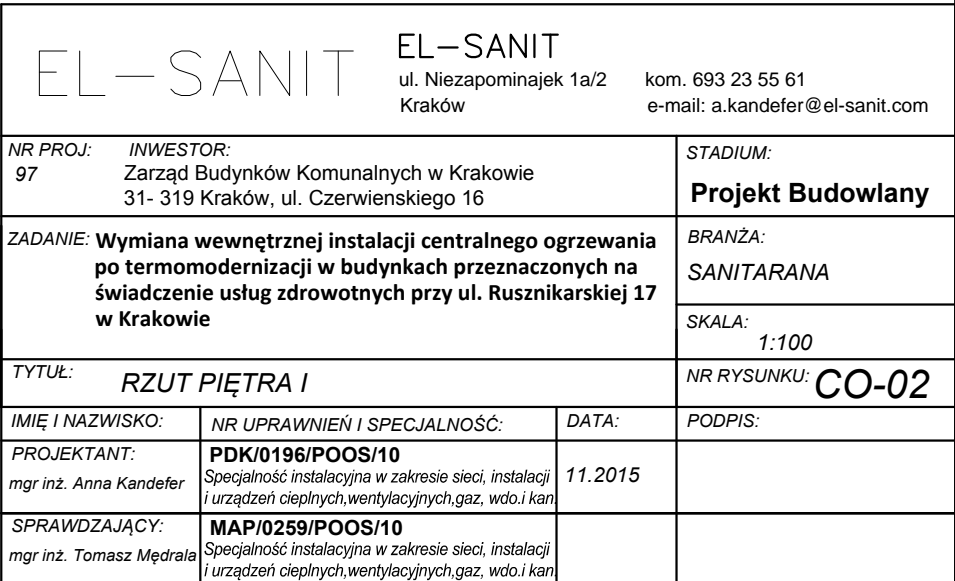 EL-SANIT
EL-SANIT
ul. Niezapominajek 1a/2 kom. 693 23 55 61
Kraków e-mail: a.kandefer@el-sanit.com
NR PROJ: INWESTOR:
97 Zarząd Budynków Komunalnych w Krakowie
31- 319 Kraków, ul. Czerwienskiego 16
STADIUM:
Projekt Budowlany
ZADANIE: Wymiana wewnętrznej instalacji centralnego ogrzewania
po termomodernizacji w budynkach przeznaczonych na
świadczenie usług zdrowotnych przy ul. Rusznikarskiej 17
w Krakowie
BRANŻA:
SANITARANA
SKALA:
1:100
TYTUŁ: RZUT PIĘTRA I
NR RYSUNKU: CO-02
IMIĘ I NAZWISKO: NR UPRAWNIEŃ I SPECJALNOŚĆ: DATA: PODPIS:
PROJEKTANT:
mgr inż. Anna Kandefer
PDK/0196/POOS/10
Specjalność instalacyjna w zakresie sieci, instalacji
i urządzeń cieplnych,wentylacyjnych,gaz, wdo.i kan.
11.2015
SPRAWDZAJĄCY:
mgr inż. Tomasz Mędrala
MAP/0259/POOS/10
Specjalność instalacyjna w zakresie sieci, instalacji
i urządzeń cieplnych,wentylacyjnych,gaz, wdo.i kan.